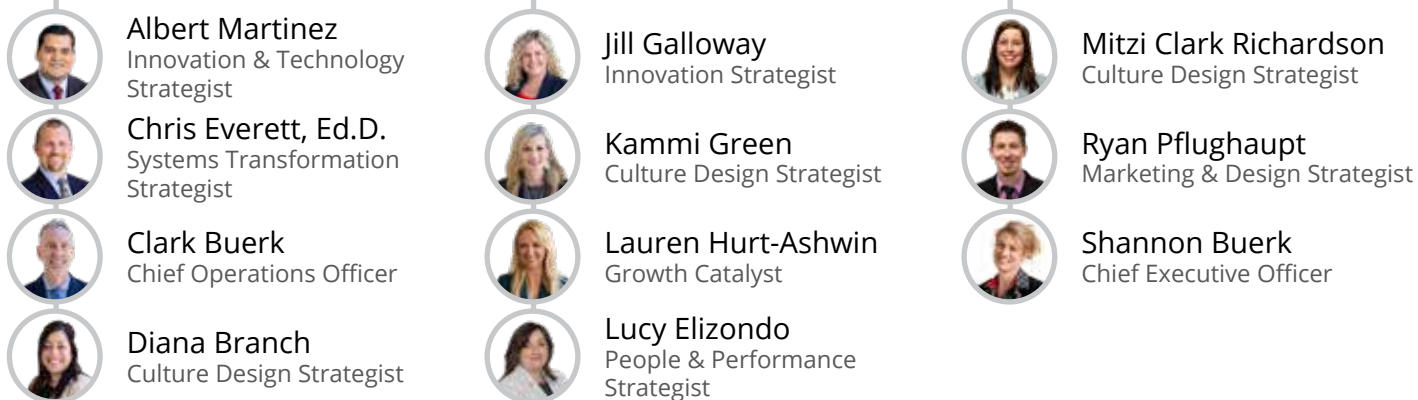 Albert Martinez
Innovation & Technology
Strategist
Chris Everett, Ed.D.
Systems Transformation
Strategist
Clark Buerk
Chief Operations Officer
Diana Branch
Culture Design Strategist
Jill Galloway
Innovation Strategist
Kammi Green
Culture Design Strategist
Lauren Hurt-Ashwin
Growth Catalyst
Lucy Elizondo
People & Performance
Strategist
Mitzi Clark Richardson
Culture Design Strategist
Ryan Pflughaupt
Marketing & Design Strategist
Shannon Buerk
Chief Executive Officer